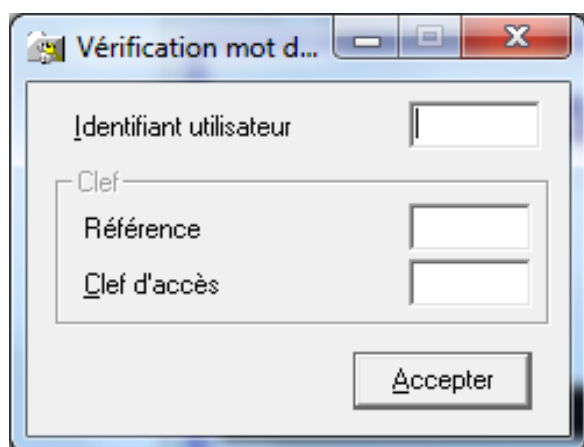 Vérification mot d...
Identifiant utilisateur
Clef
Référence
Clef d'accès
Accepter